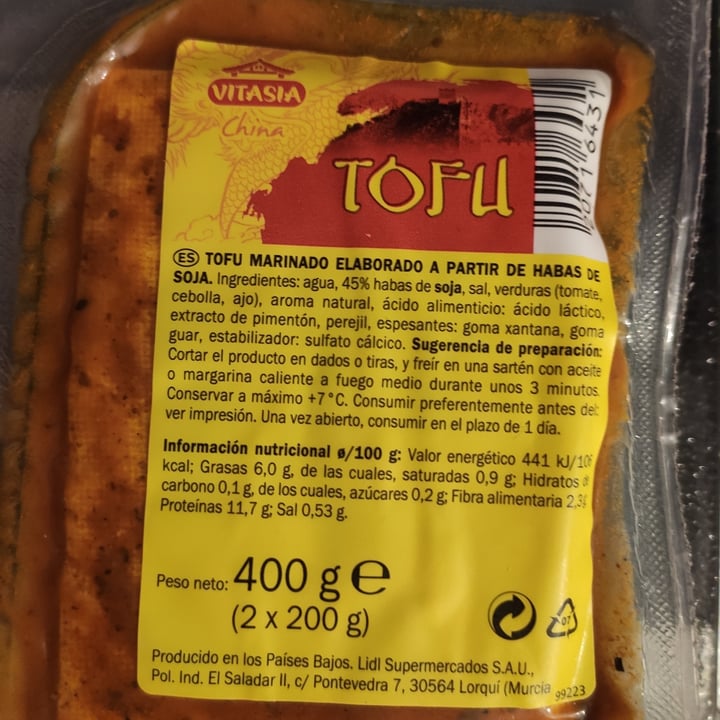 VITASIA
China
TOFU
2071 6431
ES TOFU MARINADO ELABORADO A PARTIR DE HABAS DE
SOJA. Ingredientes: agua, 45% habas de soja, sal, verduras (tomate,
cebolla, ajo), aroma natural, ácido alimenticio: ácido láctico,
extracto de pimentón, perejil, espesantes: goma xantana, goma
guar, estabilizador: sulfato cálcico. Sugerencia de preparación:
Cortar el producto en dados o tiras, y freír en una sartén con aceite
o margarina caliente a fuego medio durante unos 3 minutos.
Conservar a máximo +7°C. Consumir preferentemente antes del:
ver impresión. Una vez abierto, consumir en el plazo de 1 día.
Información nutricional ø/100 g: Valor energético 441 kJ/106
kcal; Grasas 6,0 g, de las cuales, saturadas 0,9 g; Hidratos de
carbono 0,1 g, de los cuales, azúcares 0,2 g; Fibra alimentaria 2,3 g
Proteínas 11,7 g; Sal 0,53 g.
Peso neto: 400 g ℮
(2 x 200 g)
07
Producido en los Países Bajos. Lidl Supermercados S.A.U.,
Pol. Ind. El Saladar II, c/ Pontevedra 7, 30564 Lorquí (Murcia
99223